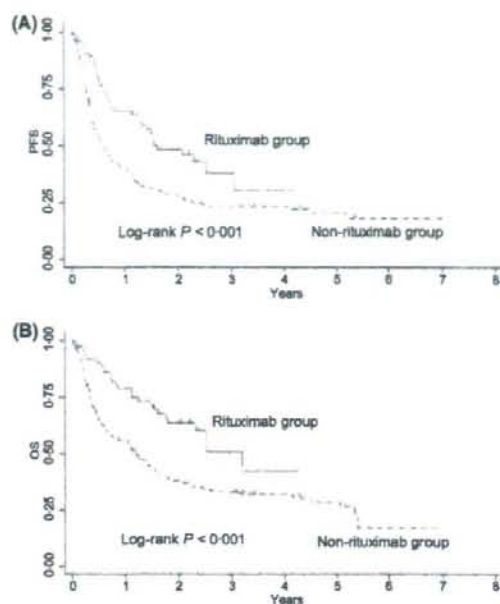 (A)
1·00
0·75
0·50
0·25
0·00
PFS
Rituximab group
Log-rank P < 0·001
Non-rituximab group
0 1 2 3 4 5 6 7 8
Years
(B)
1·00
0·75
0·50
0·25
0·00
OS
Rituximab group
Log-rank P < 0·001
Non-rituximab group
0 1 2 3 4 5 6 7 8
Years